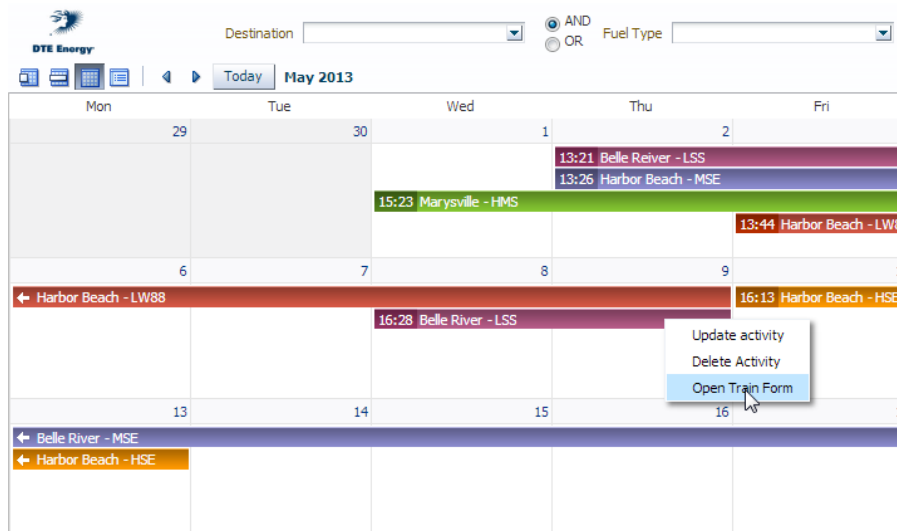 DTE Energy
Destination
AND
OR
Fuel Type
Today
May 2013
Mon Tue Wed Thu Fri
29 30 1 2
13:21 Belle Reiver - LSS
13:26 Harbor Beach - MSE
15:23 Marysville - HMS
13:44 Harbor Beach - LW8
6 7 8 9
Harbor Beach - LW88
16:13 Harbor Beach - HSE
16:28 Belle River - LSS
Update activity
Delete Activity
Open Train Form
13 14 15 16
Belle River - MSE
Harbor Beach - HSE